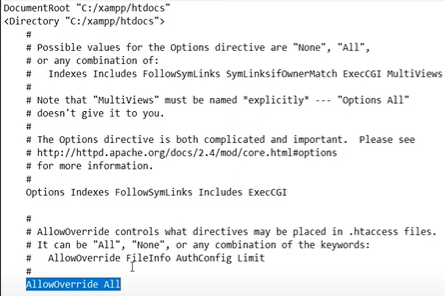 DocumentRoot "C:/xampp/htdocs"
<Directory "C:/xampp/htdocs">
#
# Possible values for the Options directive are "None", "All",
# or any combination of:
#   Indexes Includes FollowSymLinks SymLinksifOwnerMatch ExecCGI MultiViews
#
# Note that "MultiViews" must be named *explicitly* --- "Options All"
# doesn't give it to you.
#
# The Options directive is both complicated and important.  Please see
# http://httpd.apache.org/docs/2.4/mod/core.html#options
# for more information.
#
Options Indexes FollowSymLinks Includes ExecCGI
#
# AllowOverride controls what directives may be placed in .htaccess files.
# It can be "All", "None", or any combination of the keywords:
#   AllowOverride FileInfo AuthConfig Limit
#
AllowOverride All